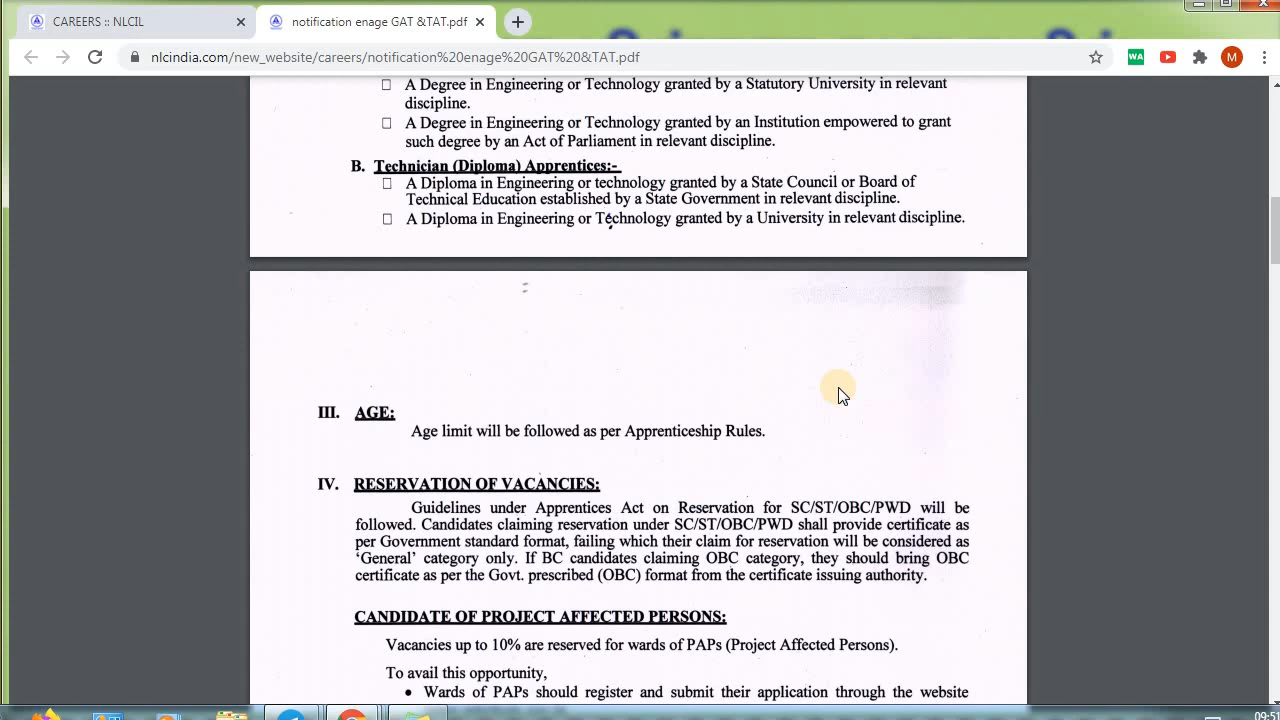 CAREERS :: NLCIL
notification enage GAT &TAT.pdf
nlcindia.com/new_website/careers/notification%20enage%20GAT%20&TAT.pdf
WA
M
A Degree in Engineering or Technology granted by a Statutory University in relevant
discipline.
A Degree in Engineering or Technology granted by an Institution empowered to grant
such degree by an Act of Parliament in relevant discipline.
B. Technician (Diploma) Apprentices:-
A Diploma in Engineering or technology granted by a State Council or Board of
Technical Education established by a State Government in relevant discipline.
A Diploma in Engineering or Technology granted by a University in relevant discipline.
III. AGE:
Age limit will be followed as per Apprenticeship Rules.
IV. RESERVATION OF VACANCIES:
Guidelines under Apprentices Act on Reservation for SC/ST/OBC/PWD will be
followed. Candidates claiming reservation under SC/ST/OBC/PWD shall provide certificate as
per Government standard format, failing which their claim for reservation will be considered as
‘General’ category only. If BC candidates claiming OBC category, they should bring OBC
certificate as per the Govt. prescribed (OBC) format from the certificate issuing authority.
CANDIDATE OF PROJECT AFFECTED PERSONS:
Vacancies up to 10% are reserved for wards of PAPs (Project Affected Persons).
To avail this opportunity,
• Wards of PAPs should register and submit their application through the website